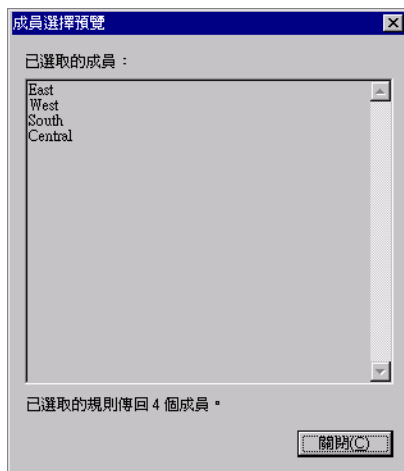 成員選擇預覽
已選取的成員：
East
West
South
Central
已選取的規則傳回 4 個成員。
關閉(C)